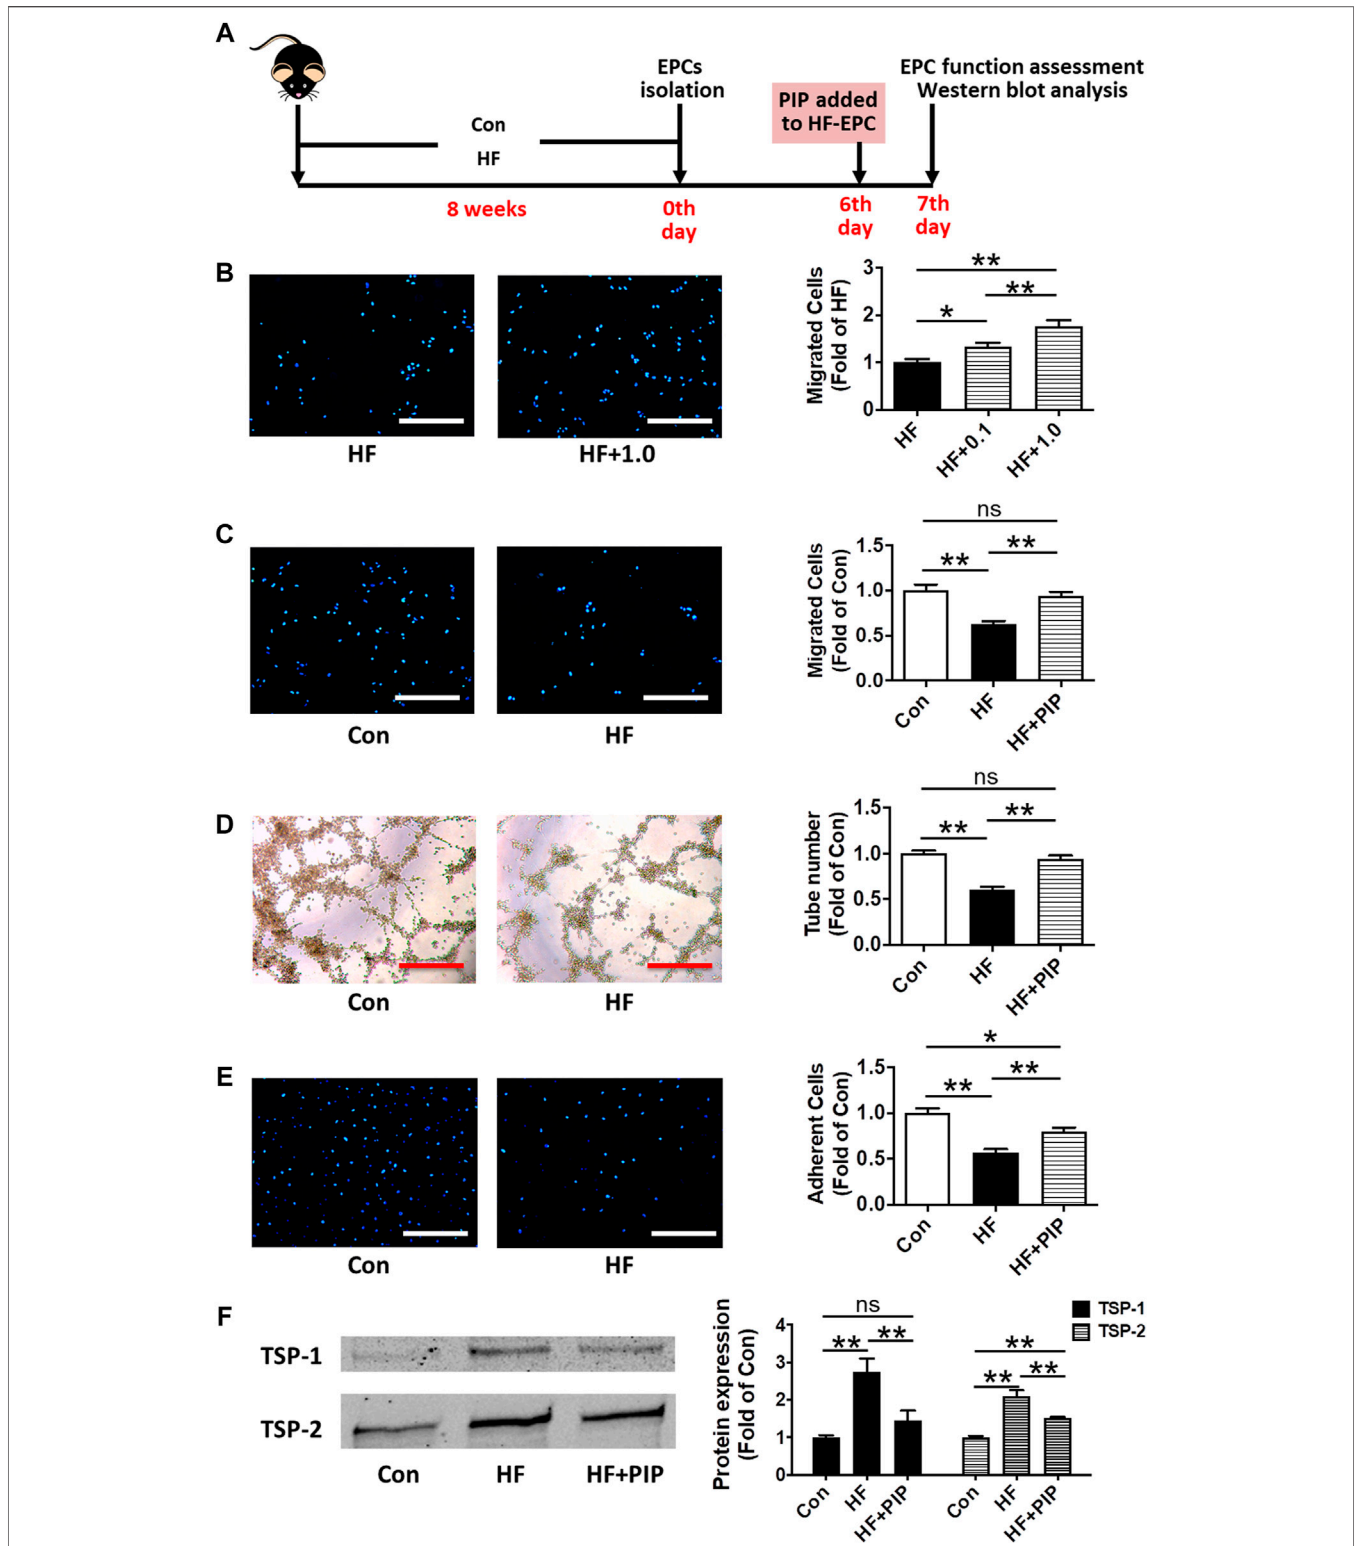 A
EPCs
isolation
EPC function assessment
Western blot analysis
PIP added
to HF-EPC
Con
HF
8 weeks
0th
day
6th
day
7th
day
B
HF
HF+1.0
Migrated Cells
(Fold of HF)
3
2
1
0
**
*
**
HF
HF+0.1
HF+1.0
C
Con
HF
Migrated Cells
(Fold of Con)
1.5
1.0
0.5
0.0
ns
**
**
Con
HF
HF+PIP
D
Con
HF
Tube number
(Fold of Con)
1.5
1.0
0.5
0.0
ns
**
**
Con
HF
HF+PIP
E
Con
HF
Adherent Cells
(Fold of Con)
1.5
1.0
0.5
0.0
*
**
**
Con
HF
HF+PIP
F
TSP-1
TSP-2
Con
HF
HF+PIP
Protein expression
(Fold of Con)
4
3
2
1
0
ns
**
**
**
**
**
TSP-1
TSP-2
Con
HF
HF+PIP
Con
HF
HF+PIP